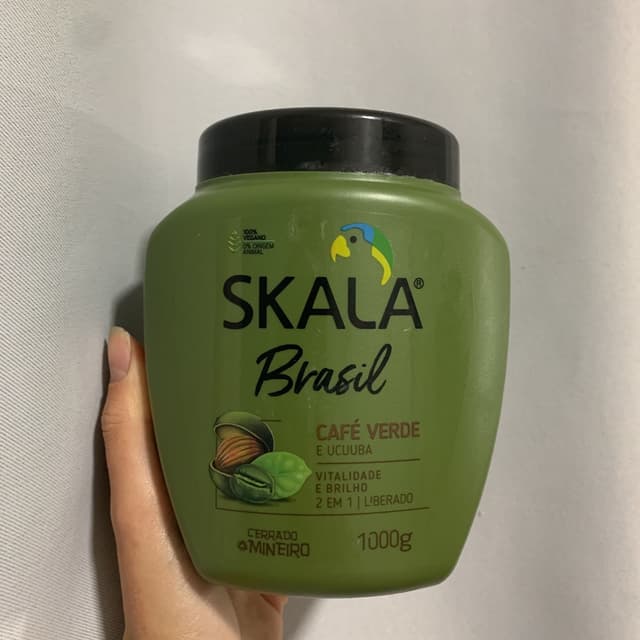 100%
VEGANO
0% ORIGEM
ANIMAL
SKALA®
Brasil
CAFÉ VERDE
E UCUUBA
VITALIDADE
E BRILHO
2 EM 1 | LIBERADO
CERRADO
MINEIRO
1000g